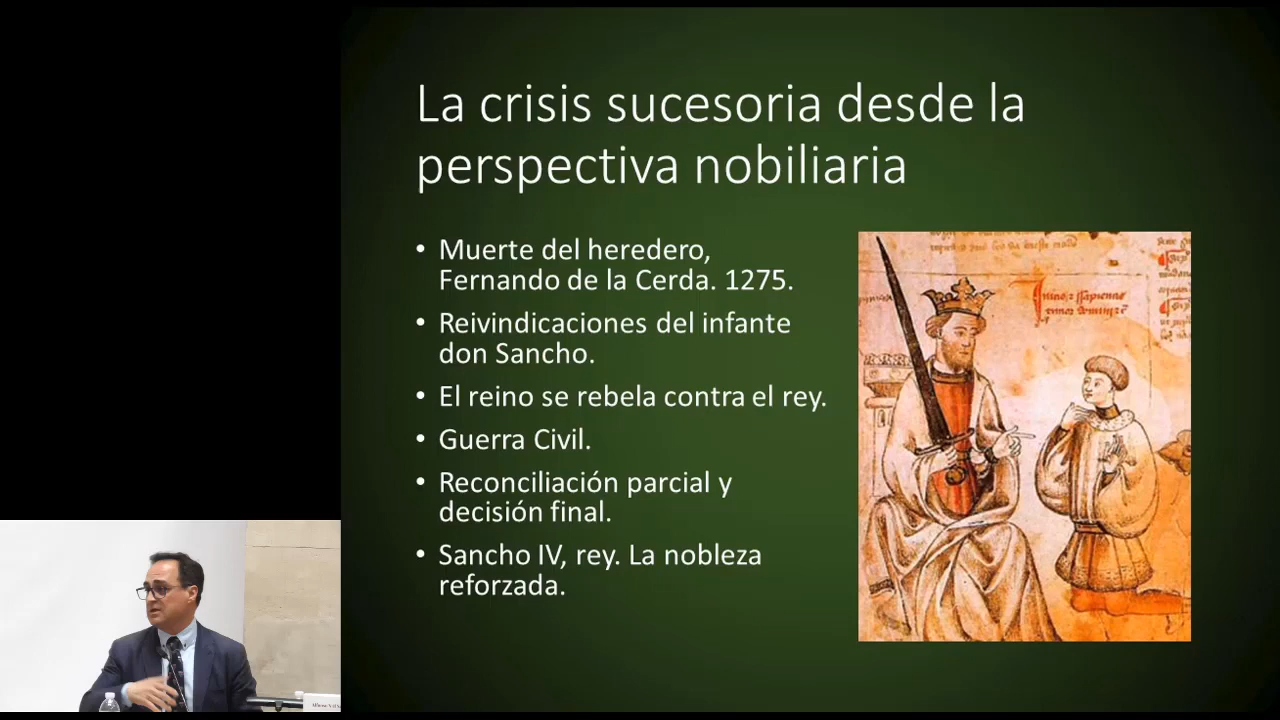 La crisis sucesoria desde la
perspectiva nobiliaria
• Muerte del heredero,
Fernando de la Cerda. 1275.
• Reivindicaciones del infante
don Sancho.
• El reino se rebela contra el rey.
• Guerra Civil.
• Reconciliación parcial y
decisión final.
• Sancho IV, rey. La nobleza
reforzada.